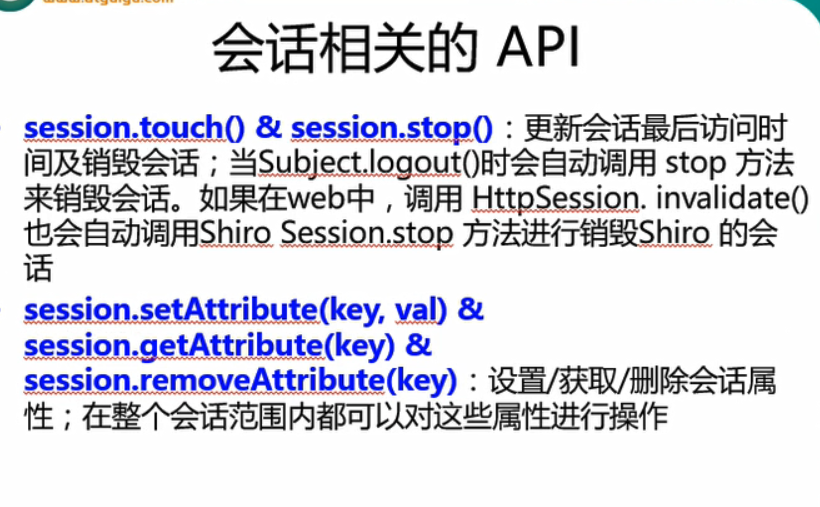 会话相关的 API
session.touch() & session.stop()：更新会话最后访问时
间及销毁会话；当Subject.logout()时会自动调用 stop 方法
来销毁会话。如果在web中，调用 HttpSession. invalidate()
也会自动调用Shiro Session.stop 方法进行销毁Shiro 的会
话
session.setAttribute(key, val) &
session.getAttribute(key) &
session.removeAttribute(key)：设置/获取/删除会话属
性；在整个会话范围内都可以对这些属性进行操作